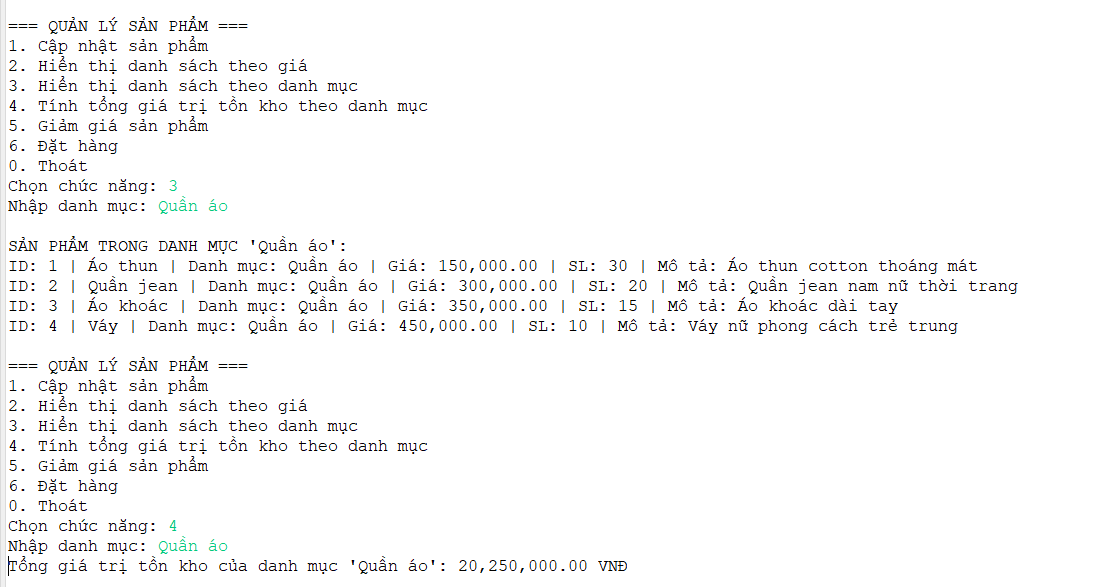 === QUẢN LÝ SẢN PHẨM ===
1. Cập nhật sản phẩm
2. Hiển thị danh sách theo giá
3. Hiển thị danh sách theo danh mục
4. Tính tổng giá trị tồn kho theo danh mục
5. Giảm giá sản phẩm
6. Đặt hàng
0. Thoát
Chọn chức năng: 3
Nhập danh mục: Quần áo
SẢN PHẨM TRONG DANH MỤC 'Quần áo':
ID: 1 | Áo thun | Danh mục: Quần áo | Giá: 150,000.00 | SL: 30 | Mô tả: Áo thun cotton thoáng mát
ID: 2 | Quần jean | Danh mục: Quần áo | Giá: 300,000.00 | SL: 20 | Mô tả: Quần jean nam nữ thời trang
ID: 3 | Áo khoác | Danh mục: Quần áo | Giá: 350,000.00 | SL: 15 | Mô tả: Áo khoác dài tay
ID: 4 | Váy | Danh mục: Quần áo | Giá: 450,000.00 | SL: 10 | Mô tả: Váy nữ phong cách trẻ trung
=== QUẢN LÝ SẢN PHẨM ===
1. Cập nhật sản phẩm
2. Hiển thị danh sách theo giá
3. Hiển thị danh sách theo danh mục
4. Tính tổng giá trị tồn kho theo danh mục
5. Giảm giá sản phẩm
6. Đặt hàng
0. Thoát
Chọn chức năng: 4
Nhập danh mục: Quần áo
Tổng giá trị tồn kho của danh mục 'Quần áo': 20,250,000.00 VNĐ